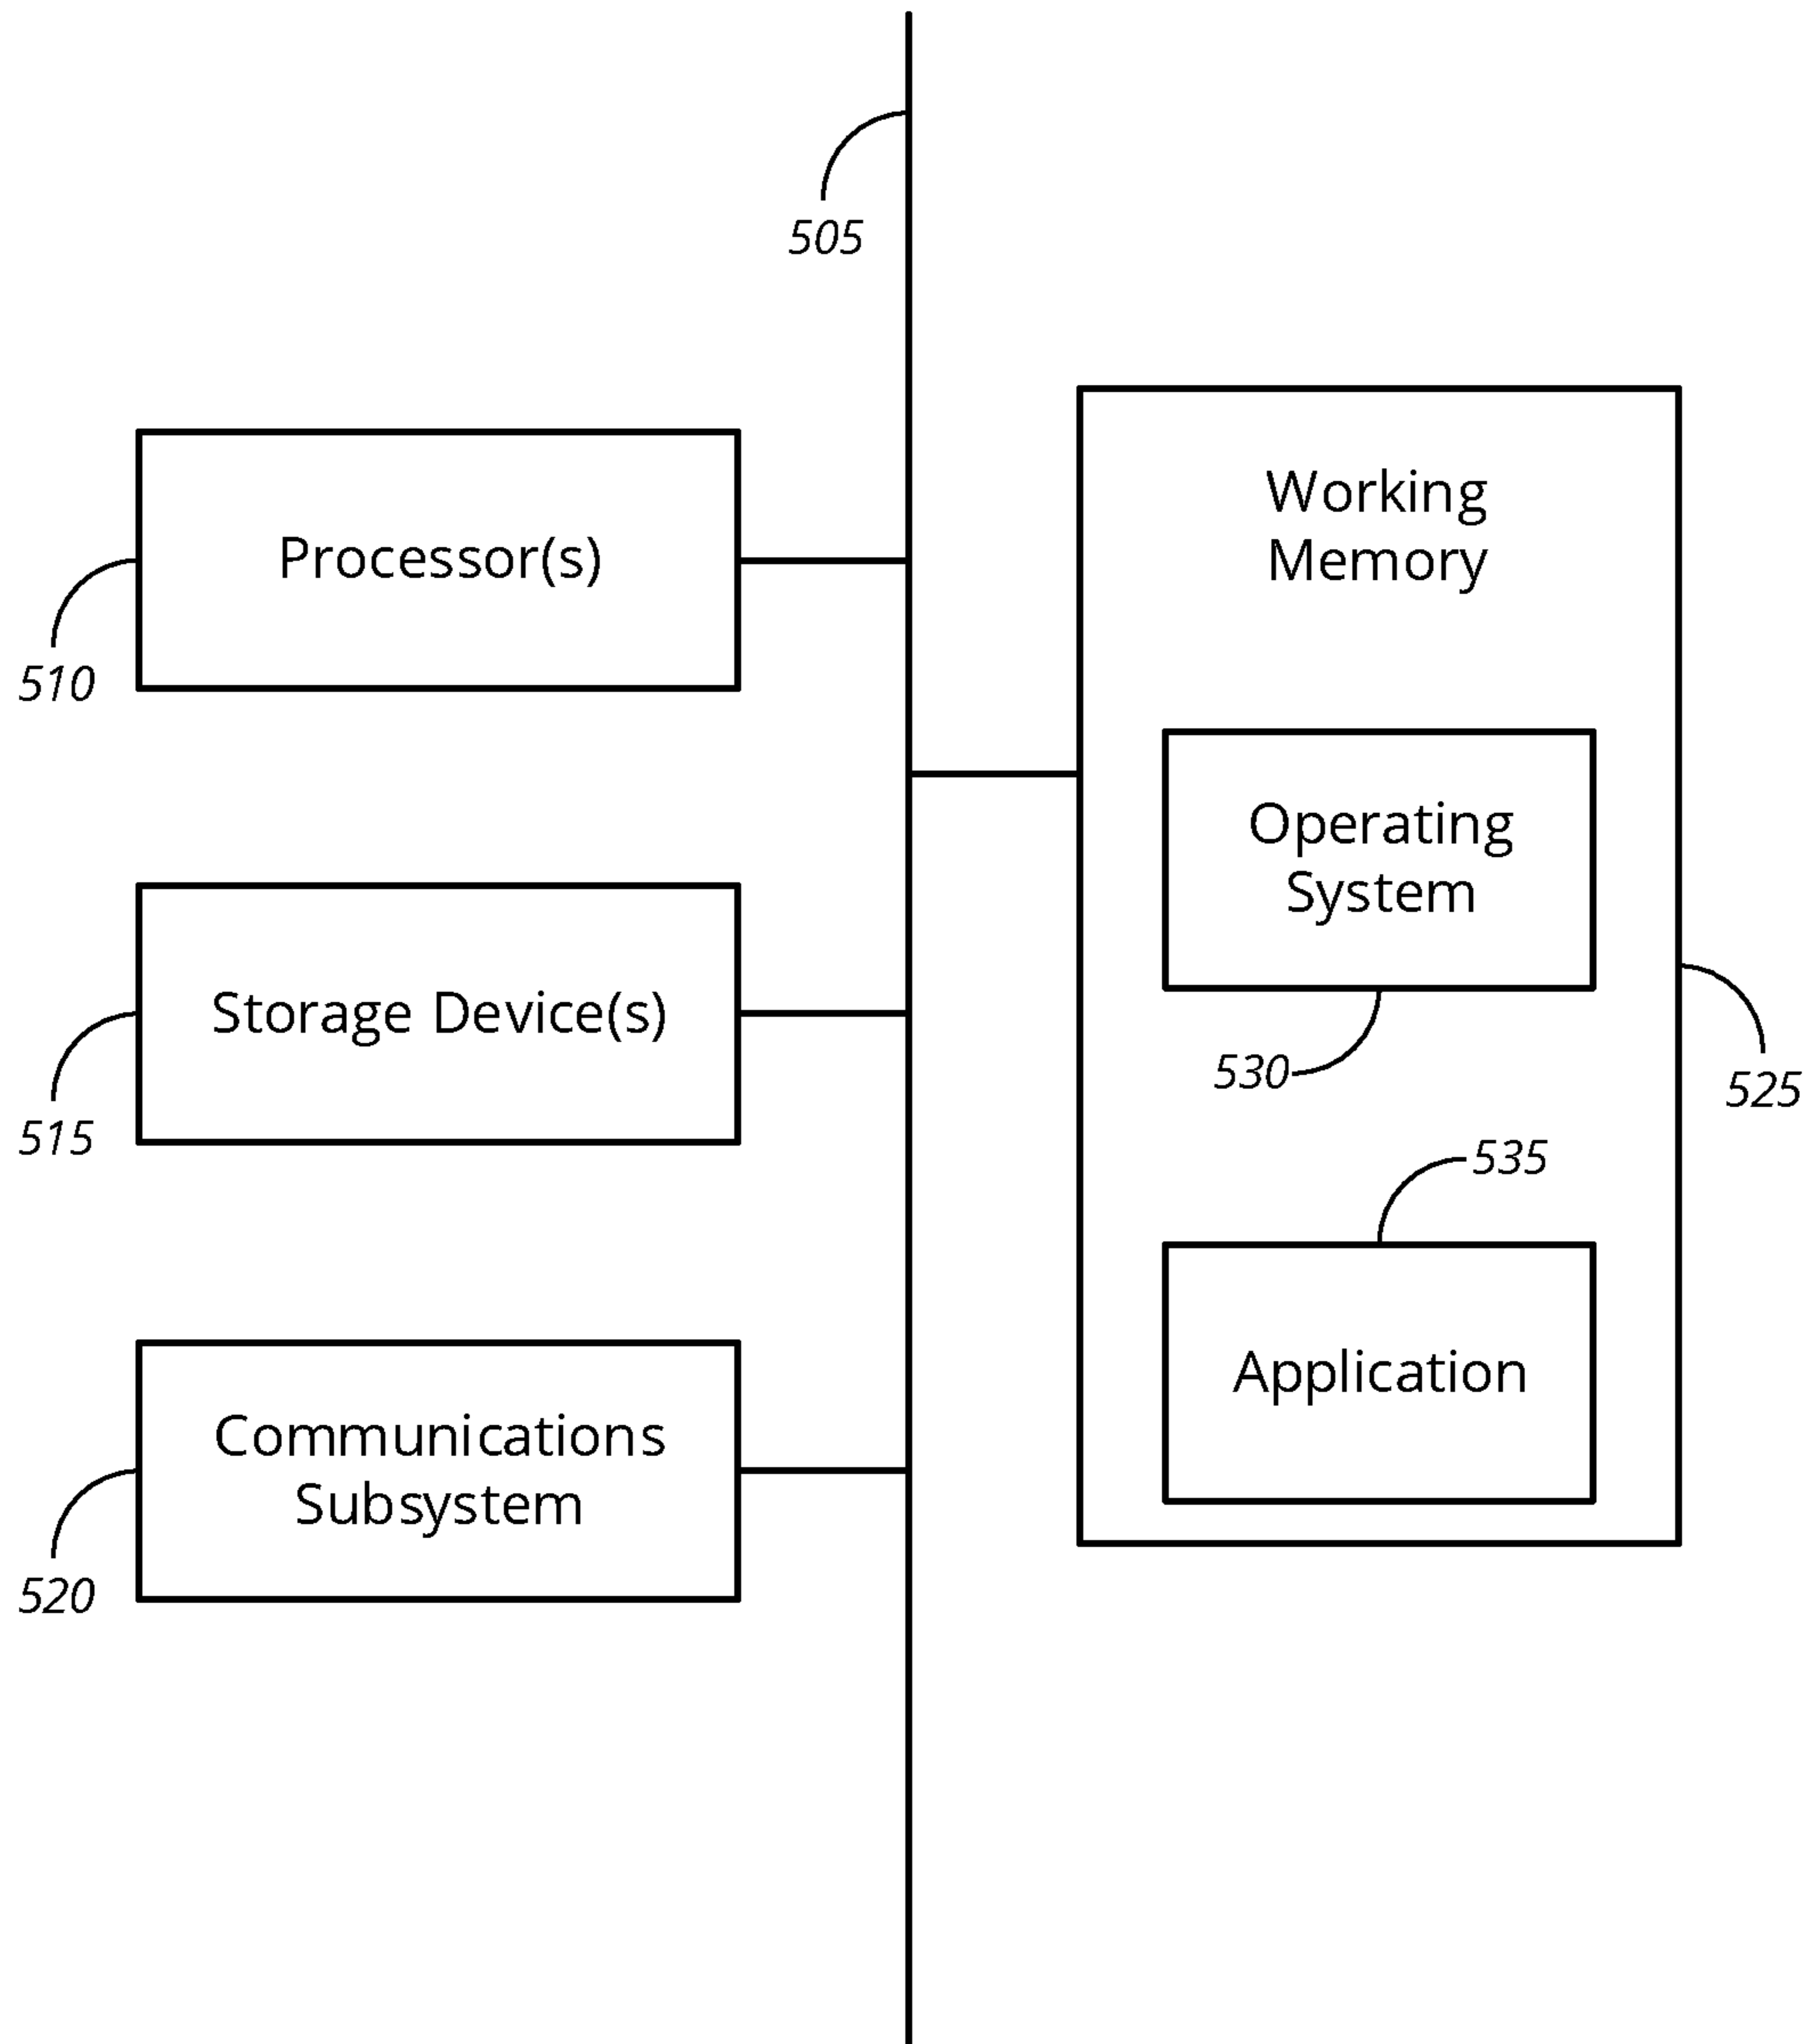 505
Processor(s)
510
Storage Device(s)
515
Communications
Subsystem
520
Working
Memory
Operating
System
530
525
535
Application